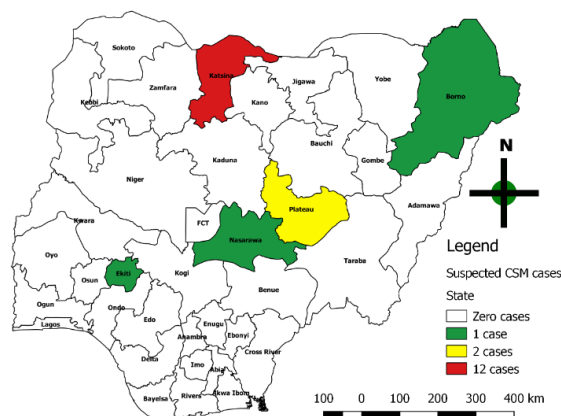 Sokoto
Katsina
Kebbi
Zamfara
Kano
Jigawa
Yobe
Borno
Kaduna
Bauchi
Gombe
Niger
Adamawa
Plateau
FCT
Nasarawa
Kwara
Oyo
Ekiti
Osun
Kogi
Taraba
Benue
Ogun
Ondo
Edo
Lagos
Enugu
Anambra
Ebonyi
Cross River
Delta
Imo
Abia
Bayelsa
Rivers
Akwa Ibom
N
Legend
Suspected CSM cases
State
Zero cases
1 case
2 cases
12 cases
100 0 100 200 300 400 km